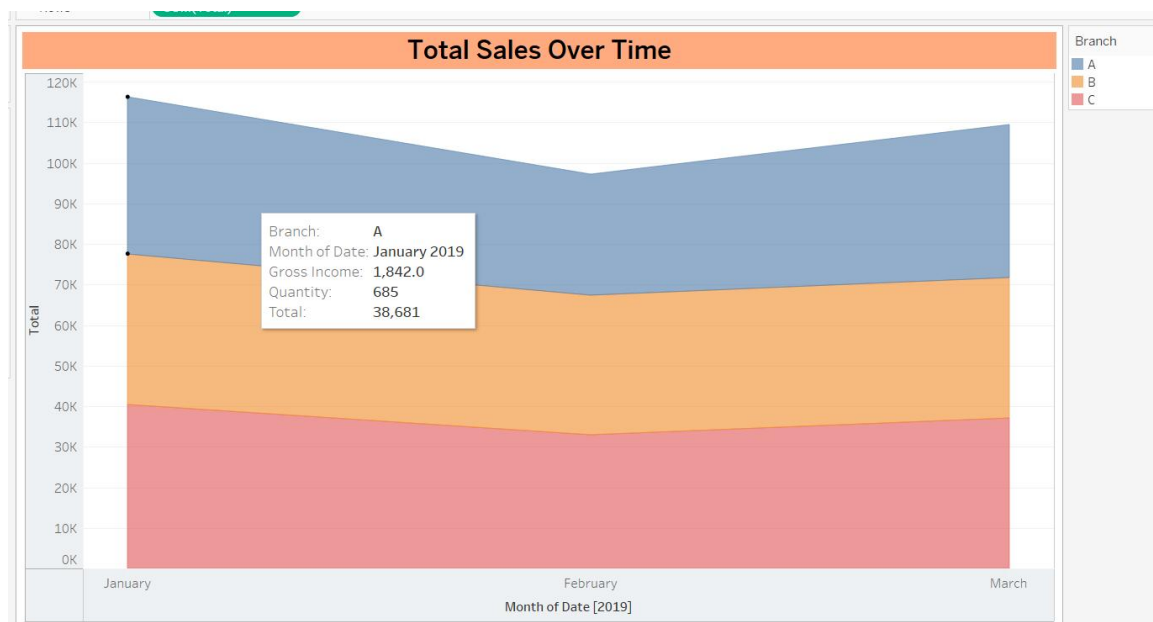 Total Sales Over Time
Branch
A
B
C
120K
110K
100K
90K
80K
70K
60K
50K
40K
30K
20K
10K
0K
Total
Branch: A
Month of Date: January 2019
Gross Income: 1,842.0
Quantity: 685
Total: 38,681
January February March
Month of Date [2019]